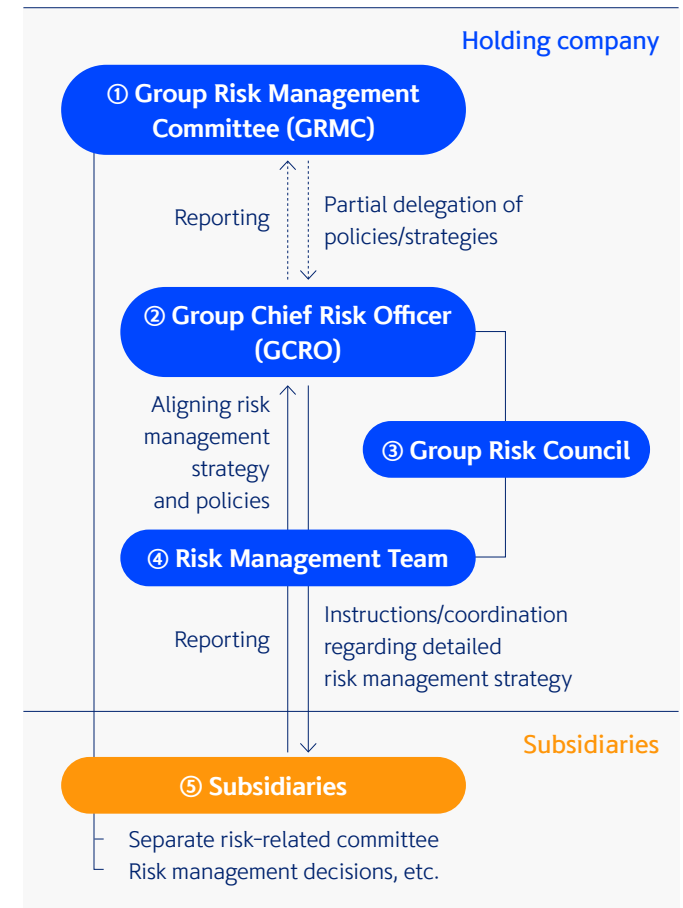 Holding company
① Group Risk Management
Committee (GRMC)
Reporting
Partial delegation of
policies/strategies
② Group Chief Risk Officer
(GCRO)
Aligning risk
management
strategy
and policies
③ Group Risk Council
④ Risk Management Team
Reporting
Instructions/coordination
regarding detailed
risk management strategy
Subsidiaries
⑤ Subsidiaries
Separate risk-related committee
Risk management decisions, etc.